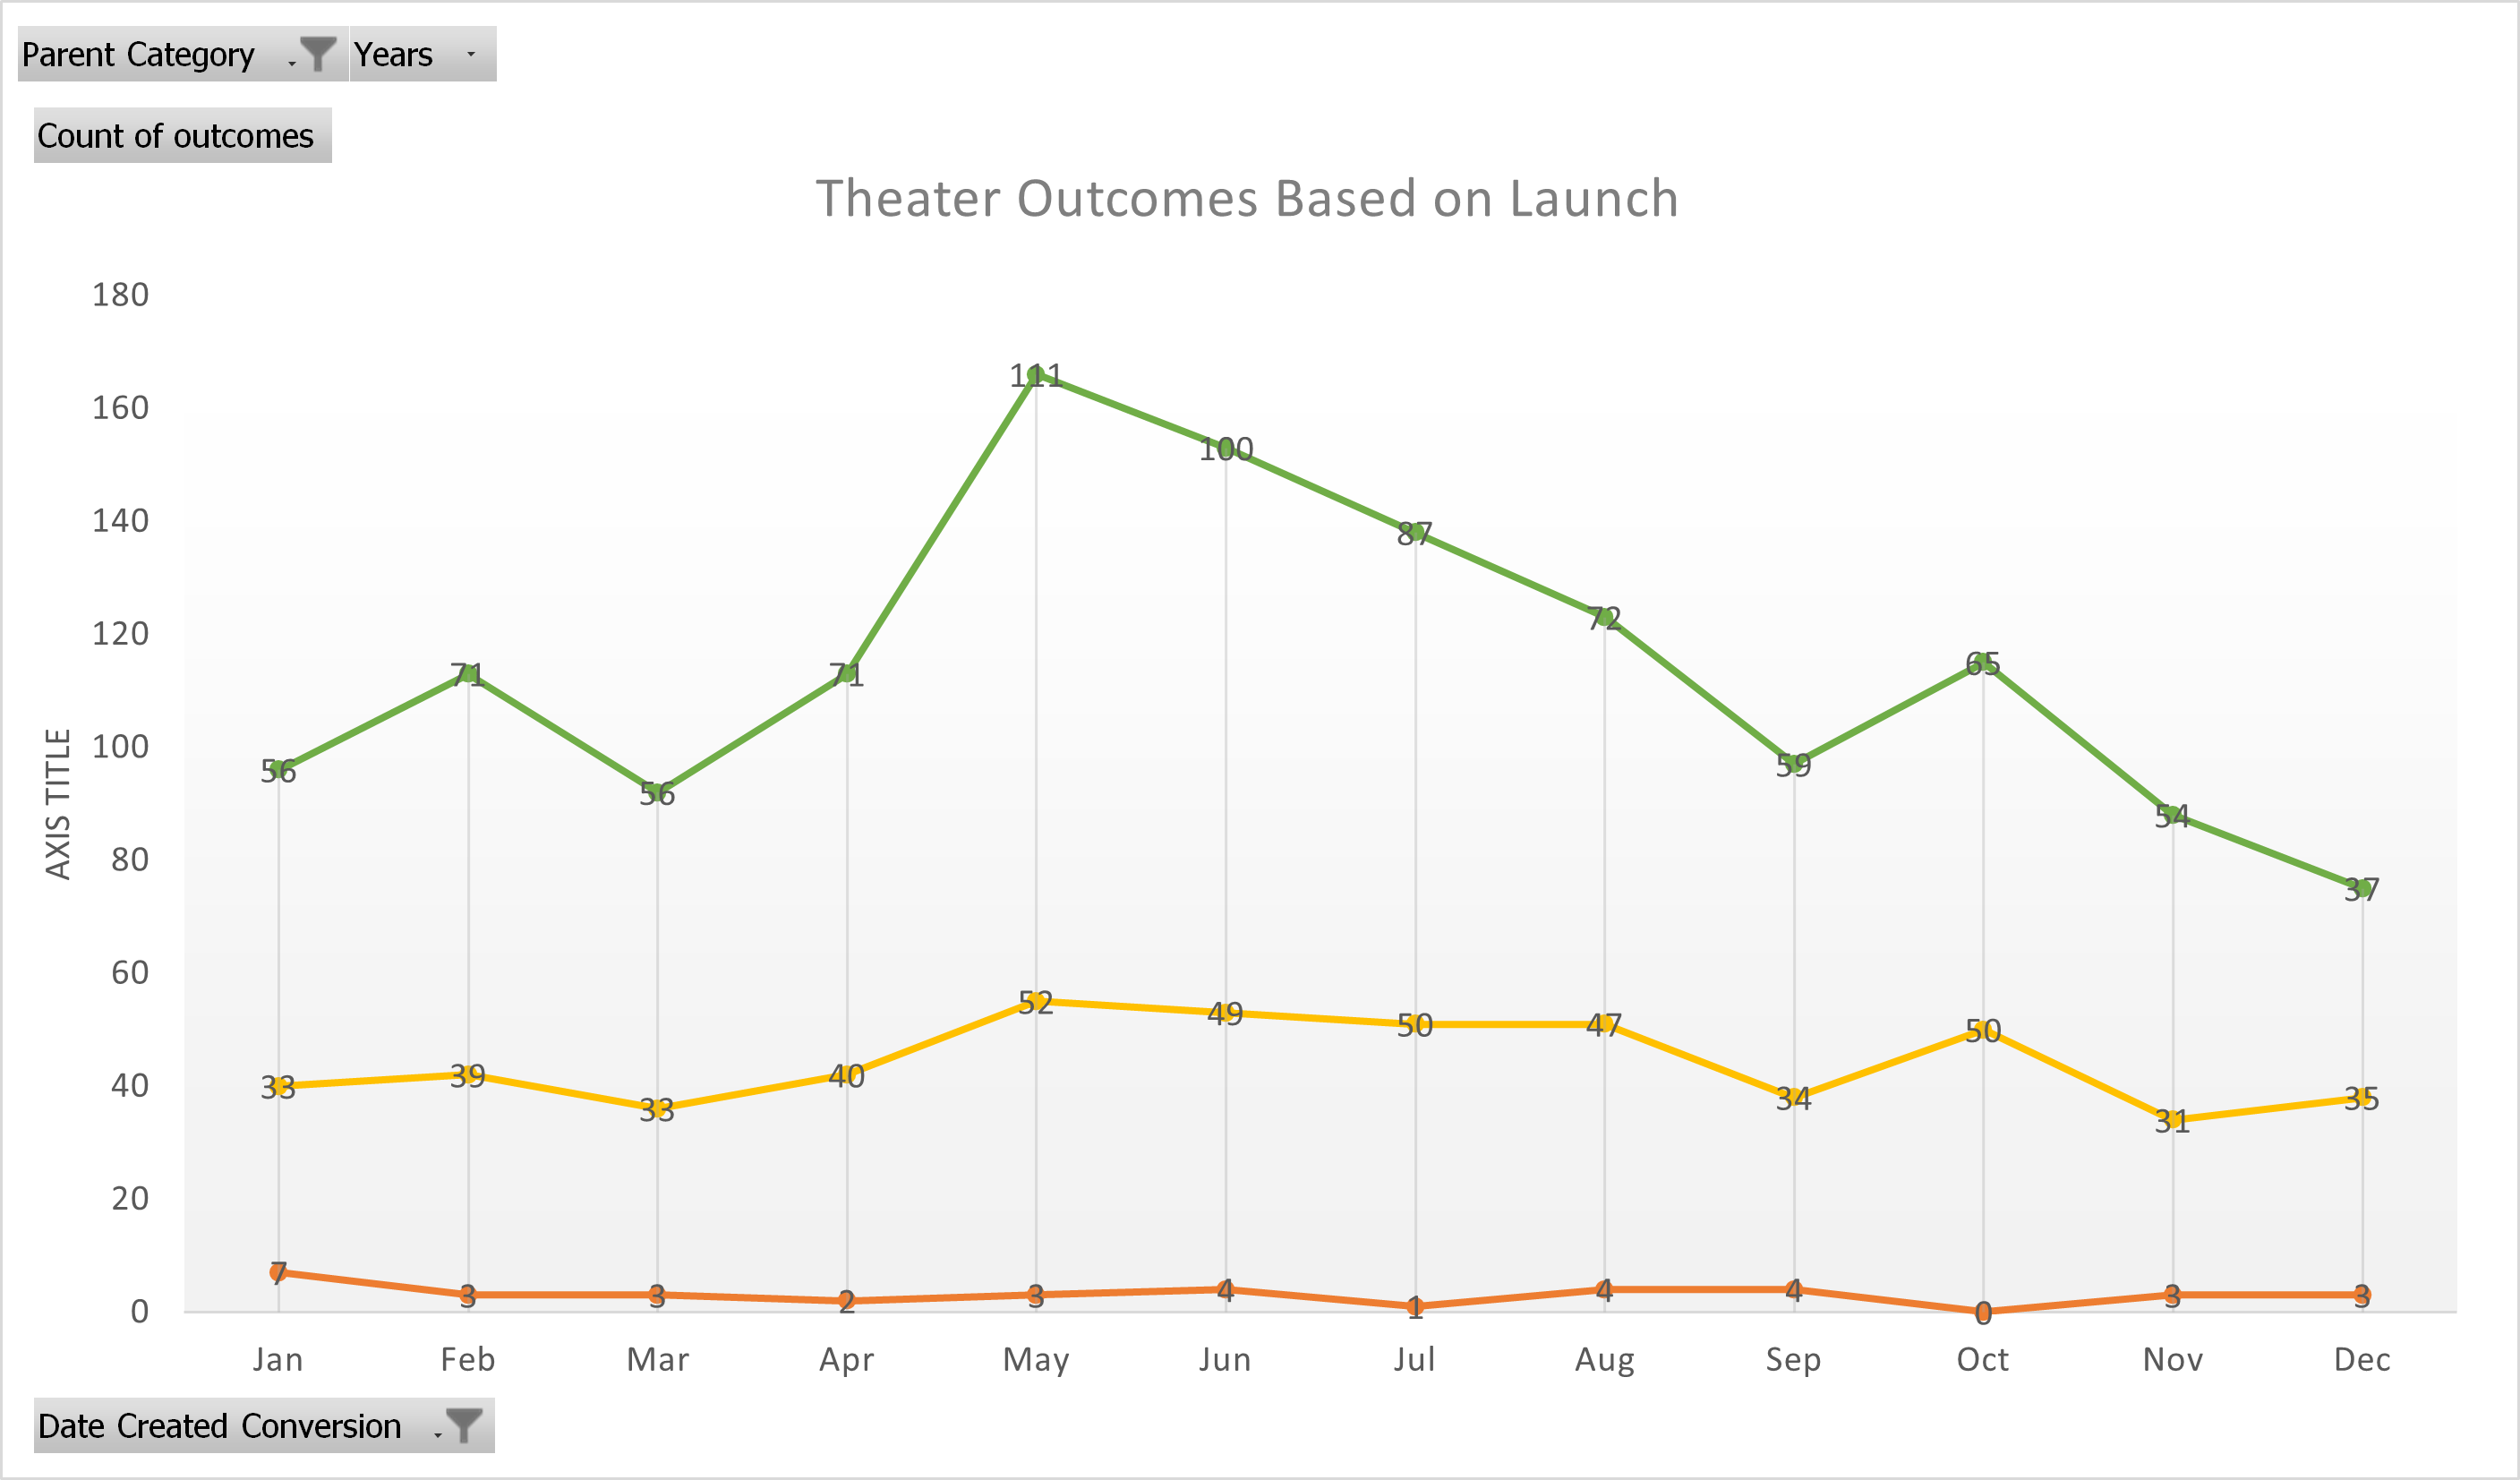 Parent Category Years
Count of outcomes
Theater Outcomes Based on Launch
AXIS TITLE
180
160
140
120
100
80
60
40
20
0
56 71 56 71 111 100 87 72 59 65 54 37
33 39 33 40 52 49 50 47 34 50 31 35
7 3 3 2 3 4 1 4 4 0 3 3
Jan Feb Mar Apr May Jun Jul Aug Sep Oct Nov Dec
Date Created Conversion